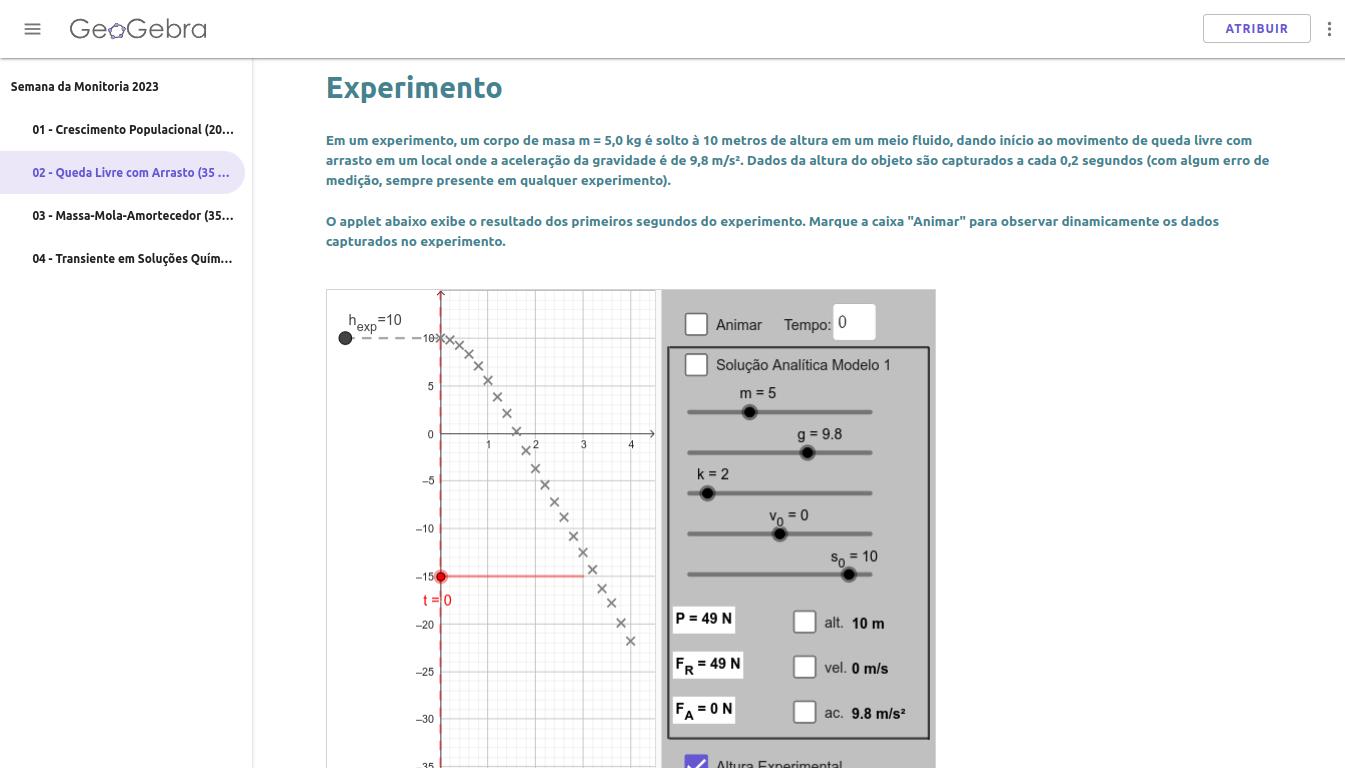 GeoGebra
ATRIBUIR
Semana da Monitoria 2023
01 - Crescimento Populacional (20...
02 - Queda Livre com Arrasto (35 ...
03 - Massa-Mola-Amortecedor (35...
04 - Transiente em Soluções Quím...
Experimento
Em um experimento, um corpo de masa m = 5,0 kg é solto à 10 metros de altura em um meio fluido, dando início ao movimento de queda livre com
arrasto em um local onde a aceleração da gravidade é de 9,8 m/s². Dados da altura do objeto são capturados a cada 0,2 segundos (com algum erro de
medição, sempre presente em qualquer experimento).
O applet abaixo exibe o resultado dos primeiros segundos do experimento. Marque a caixa "Animar" para observar dinamicamente os dados
capturados no experimento.
h_exp=10
10
5
0
1 2 3 4
−5
−10
−15
t = 0
−20
−25
−30
35
Animar Tempo: 0
Solução Analítica Modelo 1
m = 5
g = 9.8
k = 2
v₀ = 0
s₀ = 10
P = 49 N alt. 10 m
F_R = 49 N vel. 0 m/s
F_A = 0 N ac. 9.8 m/s²
Altura Experimental